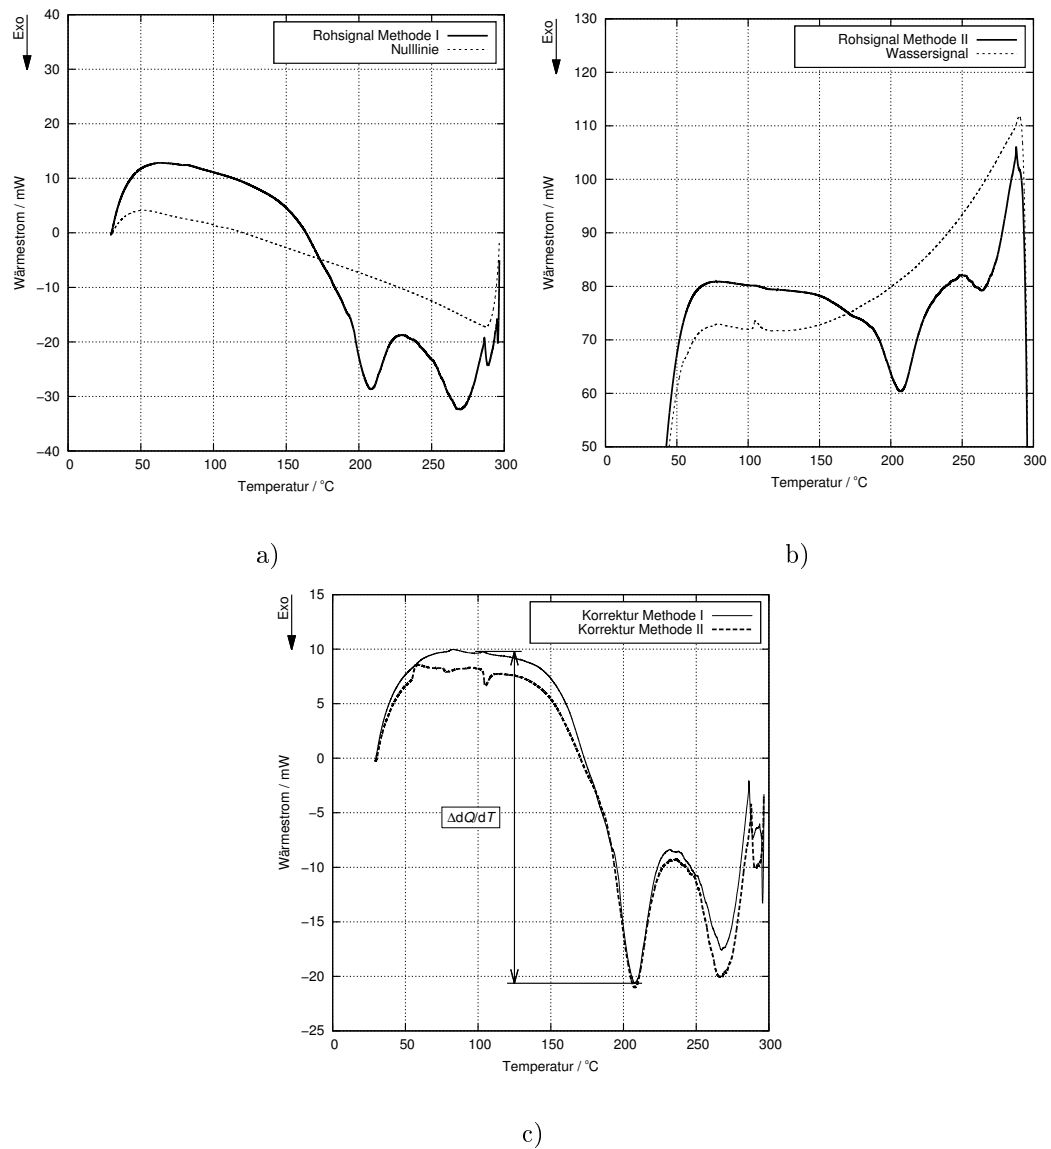 Exo
Rohsignal Methode I
Nulllinie
Wärmestrom / mW
40
30
20
10
0
−10
−20
−30
−40
0 50 100 150 200 250 300
Temperatur / °C
a)
Exo
Rohsignal Methode II
Wassersignal
Wärmestrom / mW
130
120
110
100
90
80
70
60
50
0 50 100 150 200 250 300
Temperatur / °C
b)
Exo
Korrektur Methode I
Korrektur Methode II
Wärmestrom / mW
15
10
5
0
−5
−10
−15
−20
−25
ΔdQ/dT
0 50 100 150 200 250 300
Temperatur / °C
c)